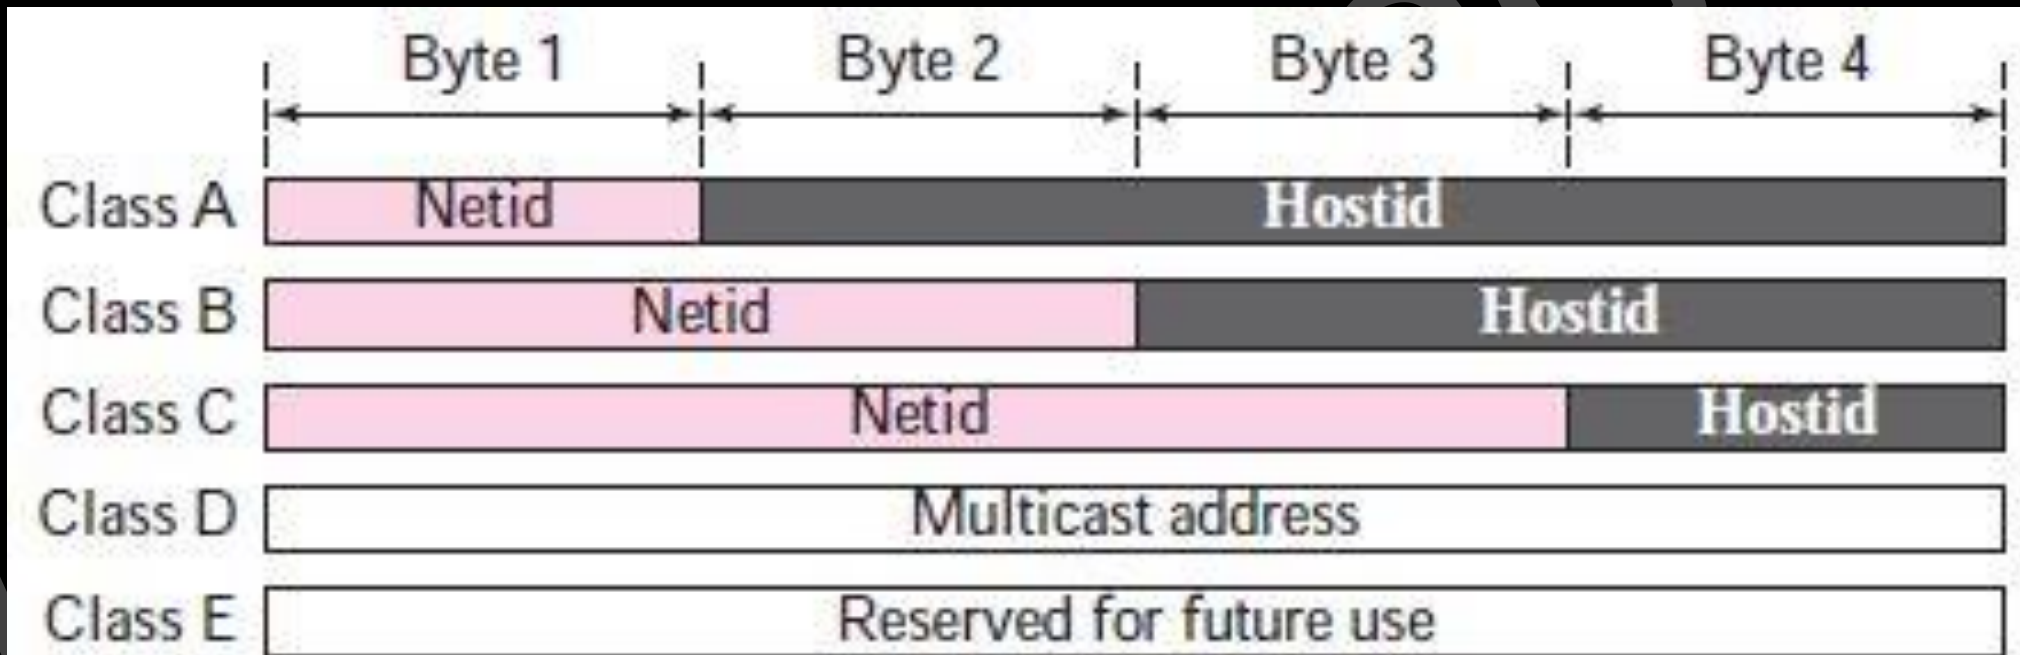 Byte 1 Byte 2 Byte 3 Byte 4
Class A Netid Hostid
Class B Netid Hostid
Class C Netid Hostid
Class D Multicast address
Class E Reserved for future use